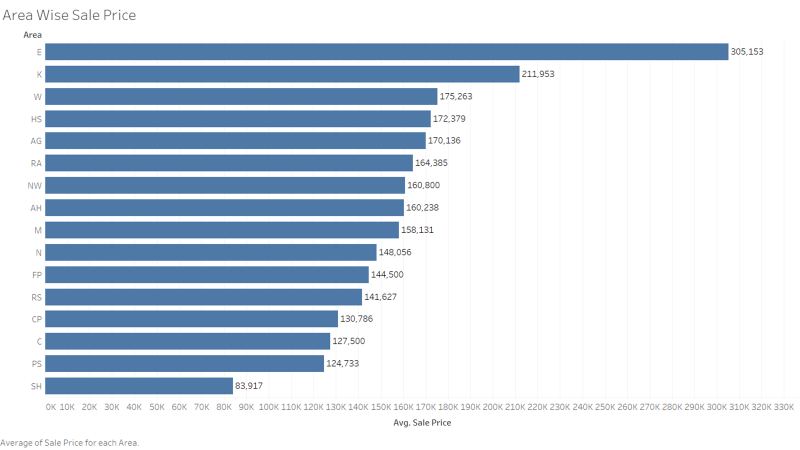 Area Wise Sale Price
Area
E 305,153
K 211,953
W 175,263
HS 172,379
AG 170,136
RA 164,385
NW 160,800
AH 160,238
M 158,131
N 148,056
FP 144,500
RS 141,627
CP 130,786
C 127,500
PS 124,733
SH 83,917
0K 10K 20K 30K 40K 50K 60K 70K 80K 90K 100K 110K 120K 130K 140K 150K 160K 170K 180K 190K 200K 210K 220K 230K 240K 250K 260K 270K 280K 290K 300K 310K 320K 330K
Avg. Sale Price
Average of Sale Price for each Area.